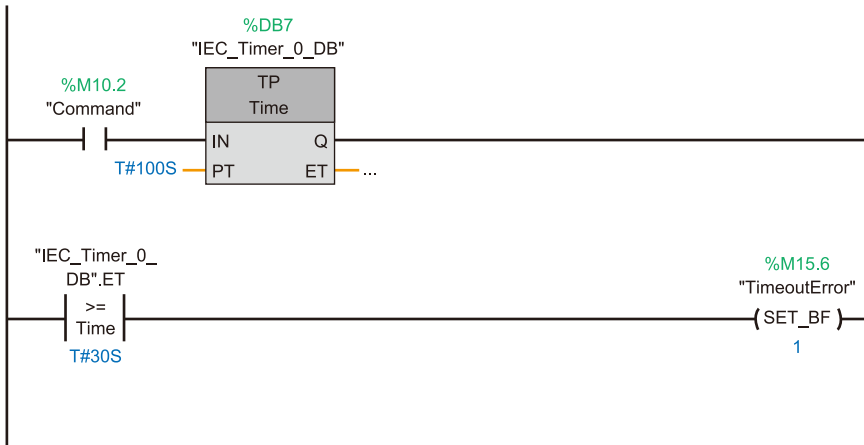 %DB7
"IEC_Timer_0_DB"
TP
Time
%M10.2
"Command"
IN Q
T#100S PT ET ...
"IEC_Timer_0_
DB".ET
>=
Time
T#30S
%M15.6
"TimeoutError"
SET_BF
1